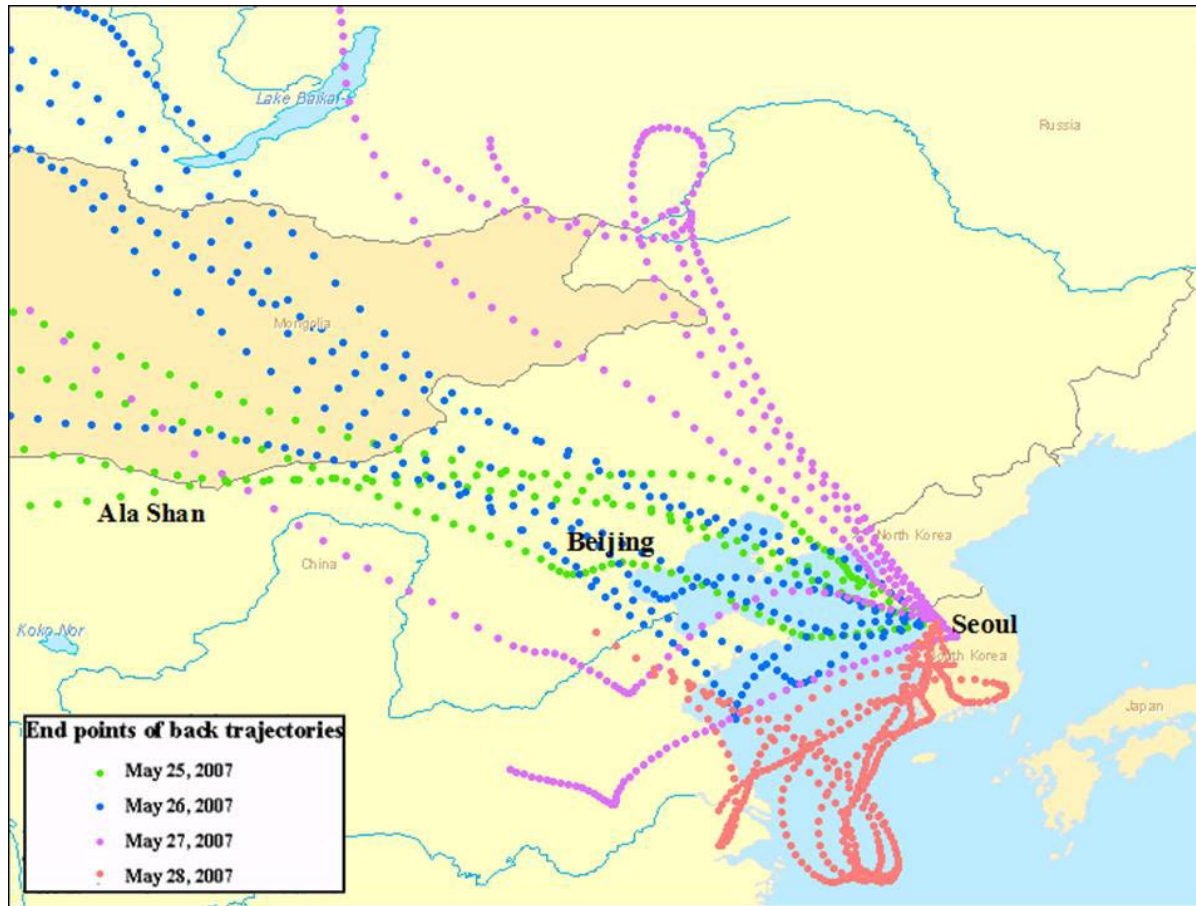 Lake Baikal
Russia
Mongolia
Ala Shan
Beijing
North Korea
China
Koko Nor
Seoul
South Korea
Japan
End points of back trajectories
May 25, 2007
May 26, 2007
May 27, 2007
May 28, 2007